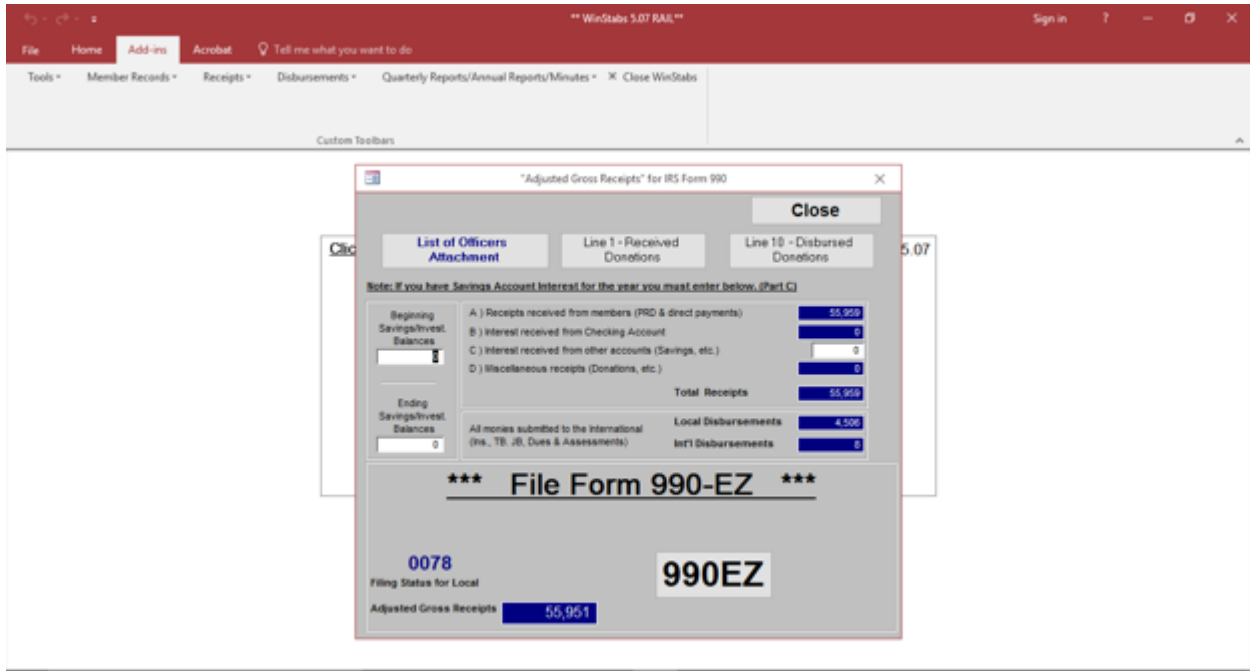 ** WinStabs 5.07 RAIL**
Sign in ?
File Home Add-ins Acrobat Tell me what you want to do
Tools Member Records Receipts Disbursements Quarterly Reports/Annual Reports/Minutes × Close WinStabs
Custom Toolbars
"Adjusted Gross Receipts" for IRS Form 990
Close
Clic
List of Officers
Attachment
Line 1 - Received
Donations
Line 10 - Disbursed
Donations
5.07
Note: If you have Savings Account Interest for the year you must enter below. (Part C)
Beginning
Savings/Invest.
Balances
0
Ending
Savings/Invest.
Balances
0
A ) Receipts received from members (PRD & direct payments) 55,959
B ) Interest received from Checking Account 0
C ) Interest received from other accounts (Savings, etc.) 0
D ) Miscellaneous receipts (Donations, etc.) 0
Total Receipts 55,959
All monies submitted to the International
(Ins., TB, JB, Dues & Assessments)
Local Disbursements 4,506
Int'l Disbursements 8
*** File Form 990-EZ ***
0078
Filing Status for Local
990EZ
Adjusted Gross Receipts 55,951